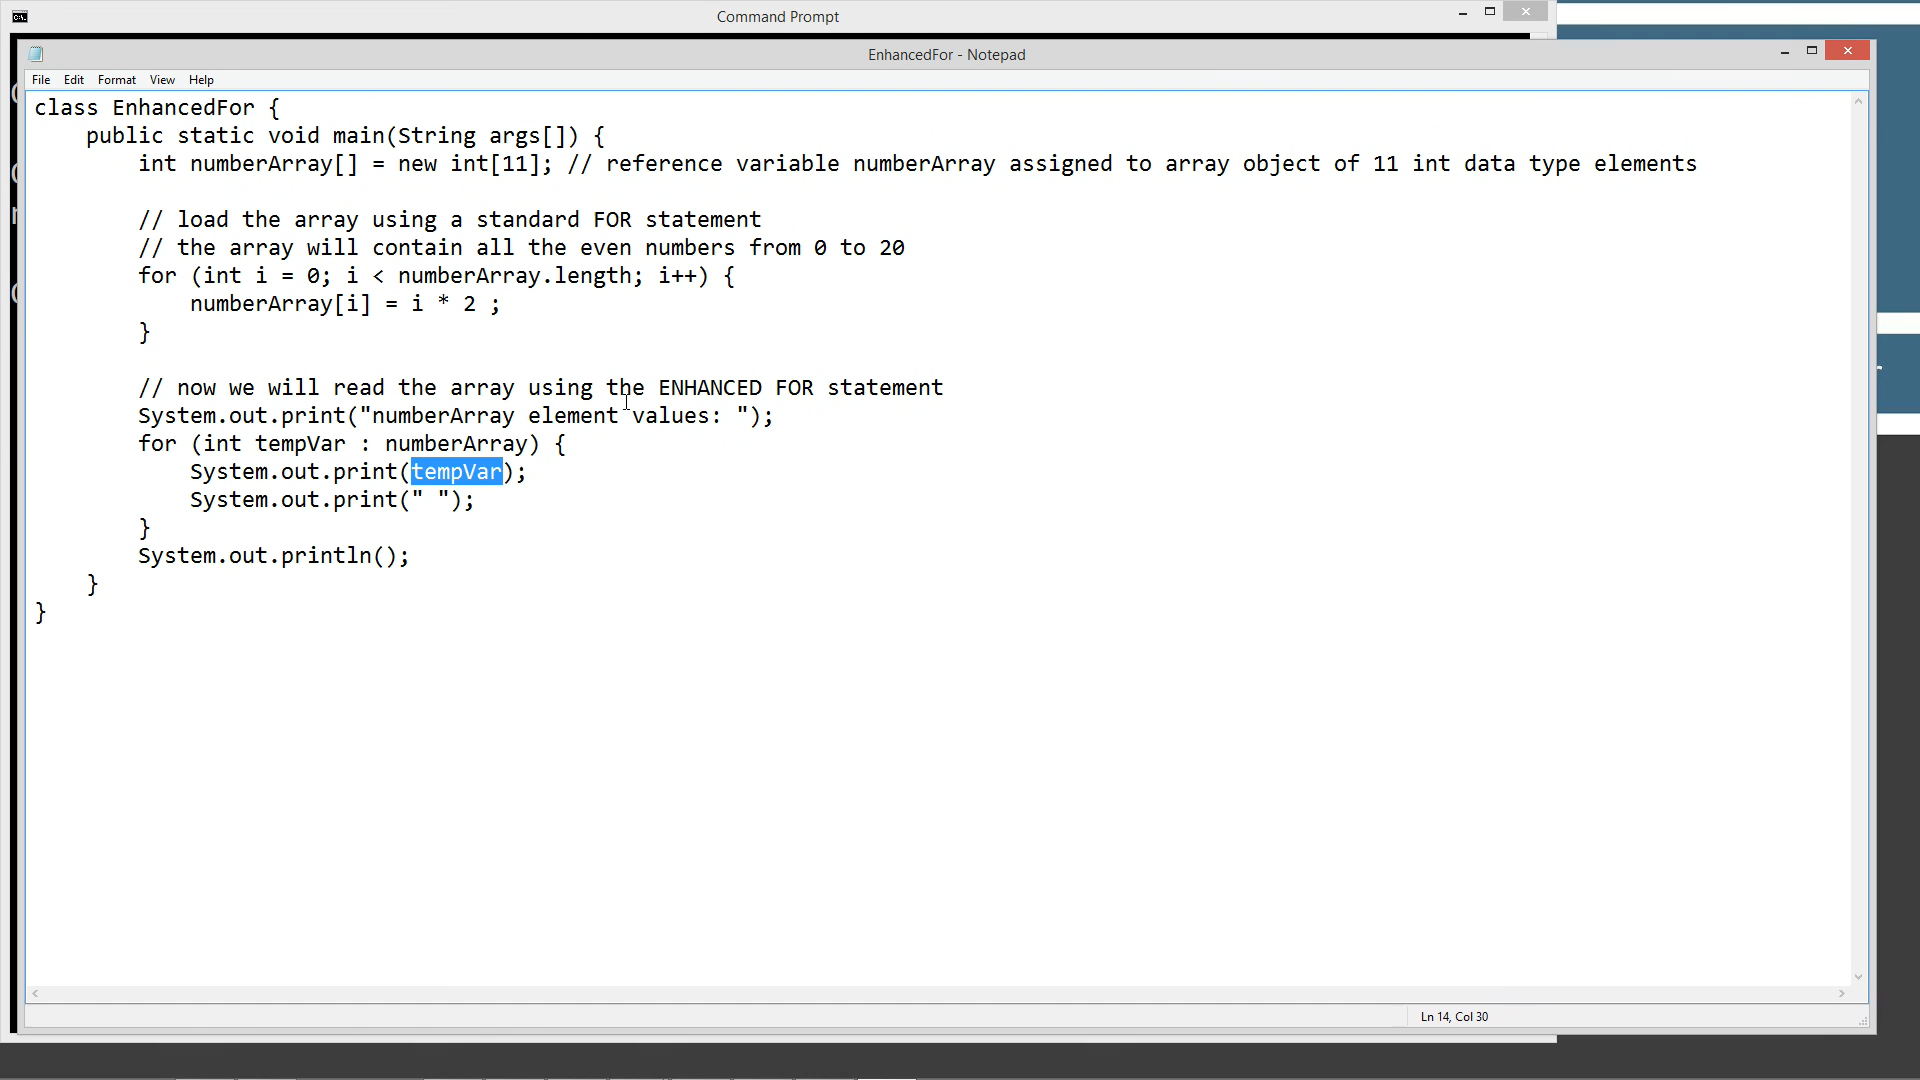 Command Prompt
EnhancedFor - Notepad
File Edit Format View Help
class EnhancedFor {
    public static void main(String args[]) {
        int numberArray[] = new int[11]; // reference variable numberArray assigned to array object of 11 int data type elements
        // load the array using a standard FOR statement
        // the array will contain all the even numbers from 0 to 20
        for (int i = 0; i < numberArray.length; i++) {
            numberArray[i] = i * 2 ;
        }
        // now we will read the array using the ENHANCED FOR statement
        System.out.print("numberArray element values: ");
        for (int tempVar : numberArray) {
            System.out.print(tempVar);
            System.out.print(" ");
        }
        System.out.println();
    }
}
Ln 14, Col 30